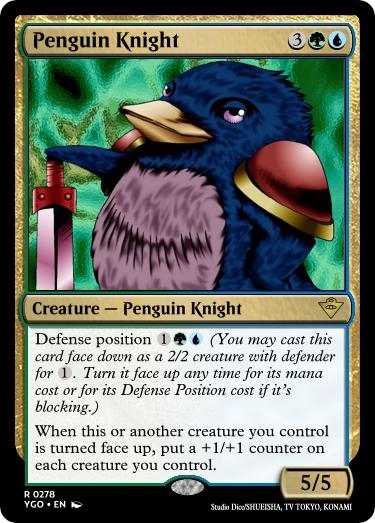 Penguin Knight 3
Creature — Penguin Knight
Defense position 1 (You may cast this
card face down as a 2/2 creature with defender
for 1. Turn it face up any time for its mana
cost or for its Defense Position cost if it's
blocking.)
When this or another creature you control
is turned face up, put a +1/+1 counter on
each creature you control.
5/5
R 0278
YGO • EN
Studio Dice/SHUEISHA, TV TOKYO, KONAMI